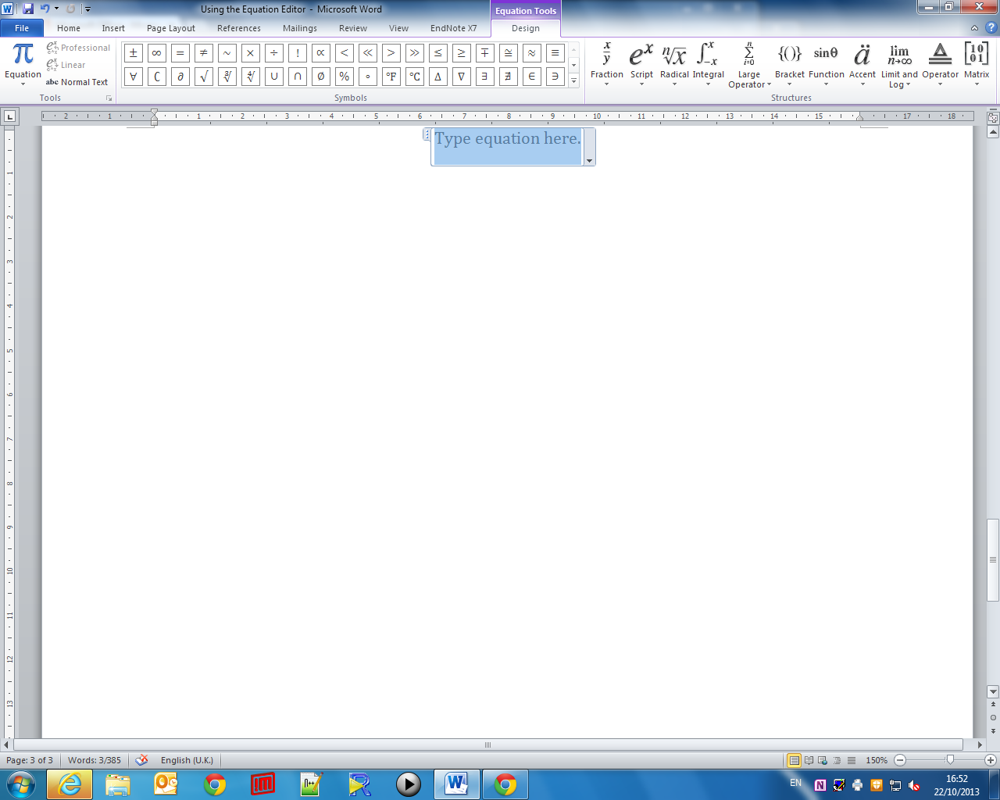 Using the Equation Editor - Microsoft Word
Equation Tools
File Home Insert Page Layout References Mailings Review View EndNote X7 Design
π Equation
Professional
Linear
abc Normal Text
Tools
± ∞ = ≠ ~ × ÷ ! ∝ < ≪ > ≫ ≤ ≥ ∓ ≅ ≈ ≡
∀ ∁ ∂ √ ∛ ∜ ∪ ∩ ∅ % ° °F °C ∆ ∇ ∃ ∄ ∈ ∋
Symbols
Fraction Script Radical Integral Large Operator Bracket Function Accent Limit and Log Operator Matrix
Structures
2 1 1 2 3 4 5 6 7 8 9 10 11 12 13 14 15 17 18
Type equation here.
1
2
3
4
5
6
7
8
9
10
11
12
13
Page: 3 of 3 Words: 3/385 English (U.K.) 150%
EN 16:52
22/10/2013